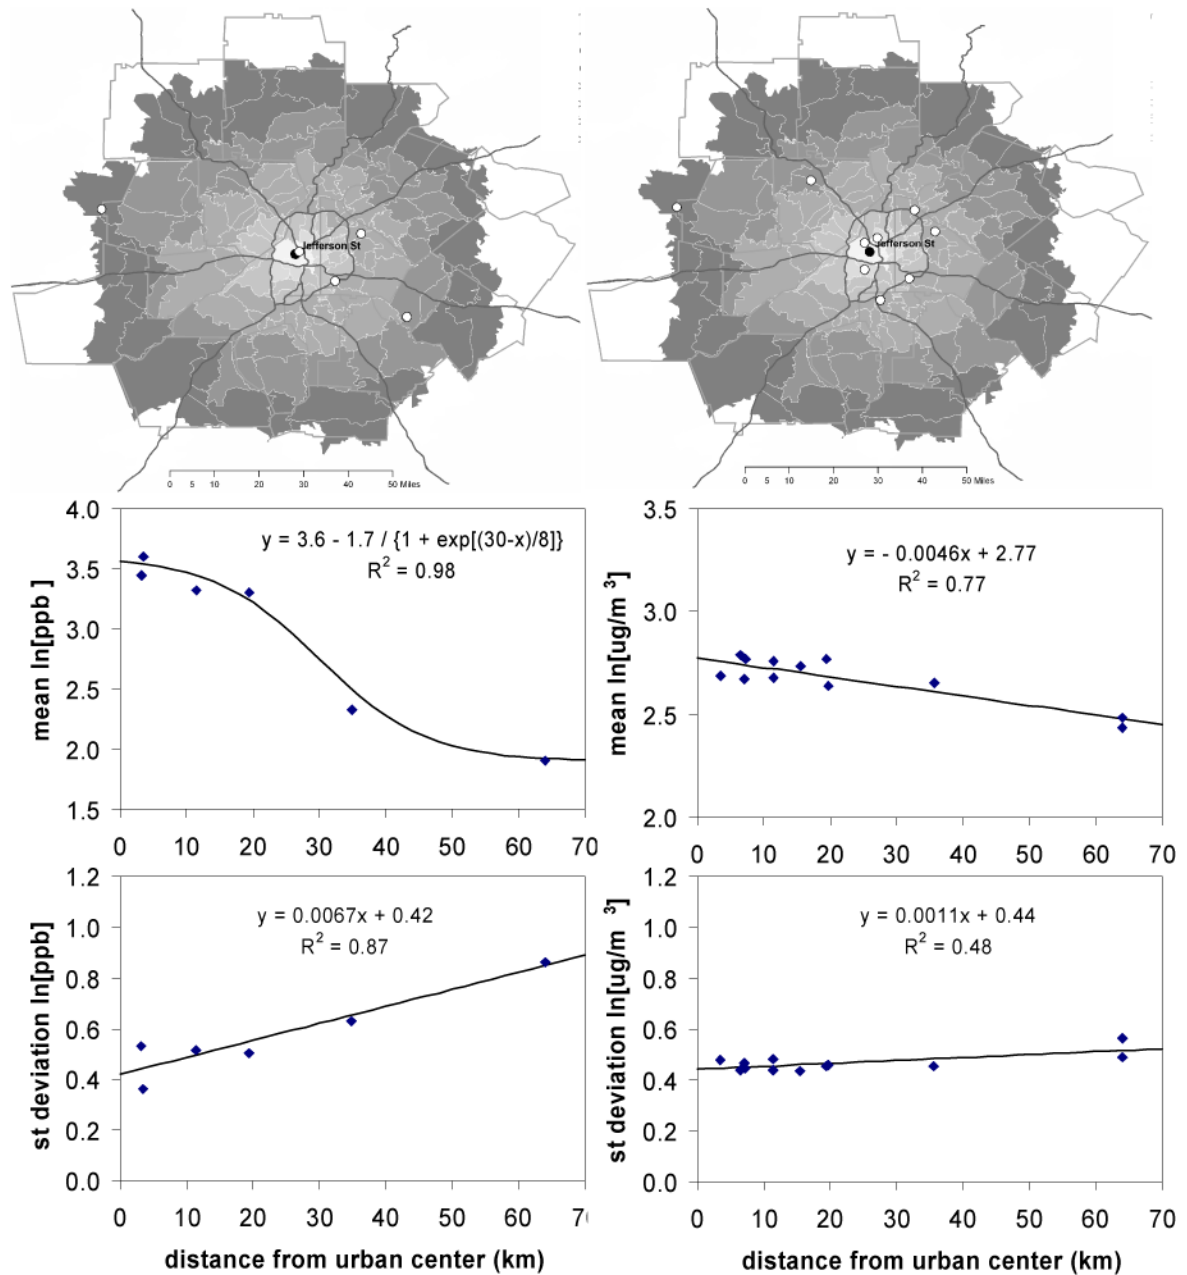 Jefferson St
0 5 10 20 30 40 50 Miles
Jefferson St
0 5 10 20 30 40 50 Miles
4.0
3.5
3.0
2.5
2.0
1.5
mean ln[ppb ]
y = 3.6 - 1.7 / {1 + exp[(30-x)/8]}
R² = 0.98
0 10 20 30 40 50 60 70
3.5
3.0
2.5
2.0
mean ln[ug/m ³]
y = - 0.0046x + 2.77
R² = 0.77
0 10 20 30 40 50 60 70
1.2
1.0
0.8
0.6
0.4
0.2
0.0
st deviation ln[ppb]
y = 0.0067x + 0.42
R² = 0.87
0 10 20 30 40 50 60 70
distance from urban center (km)
1.2
1.0
0.8
0.6
0.4
0.2
0.0
st deviation ln[ug/m ³]
y = 0.0011x + 0.44
R² = 0.48
0 10 20 30 40 50 60 70
distance from urban center (km)